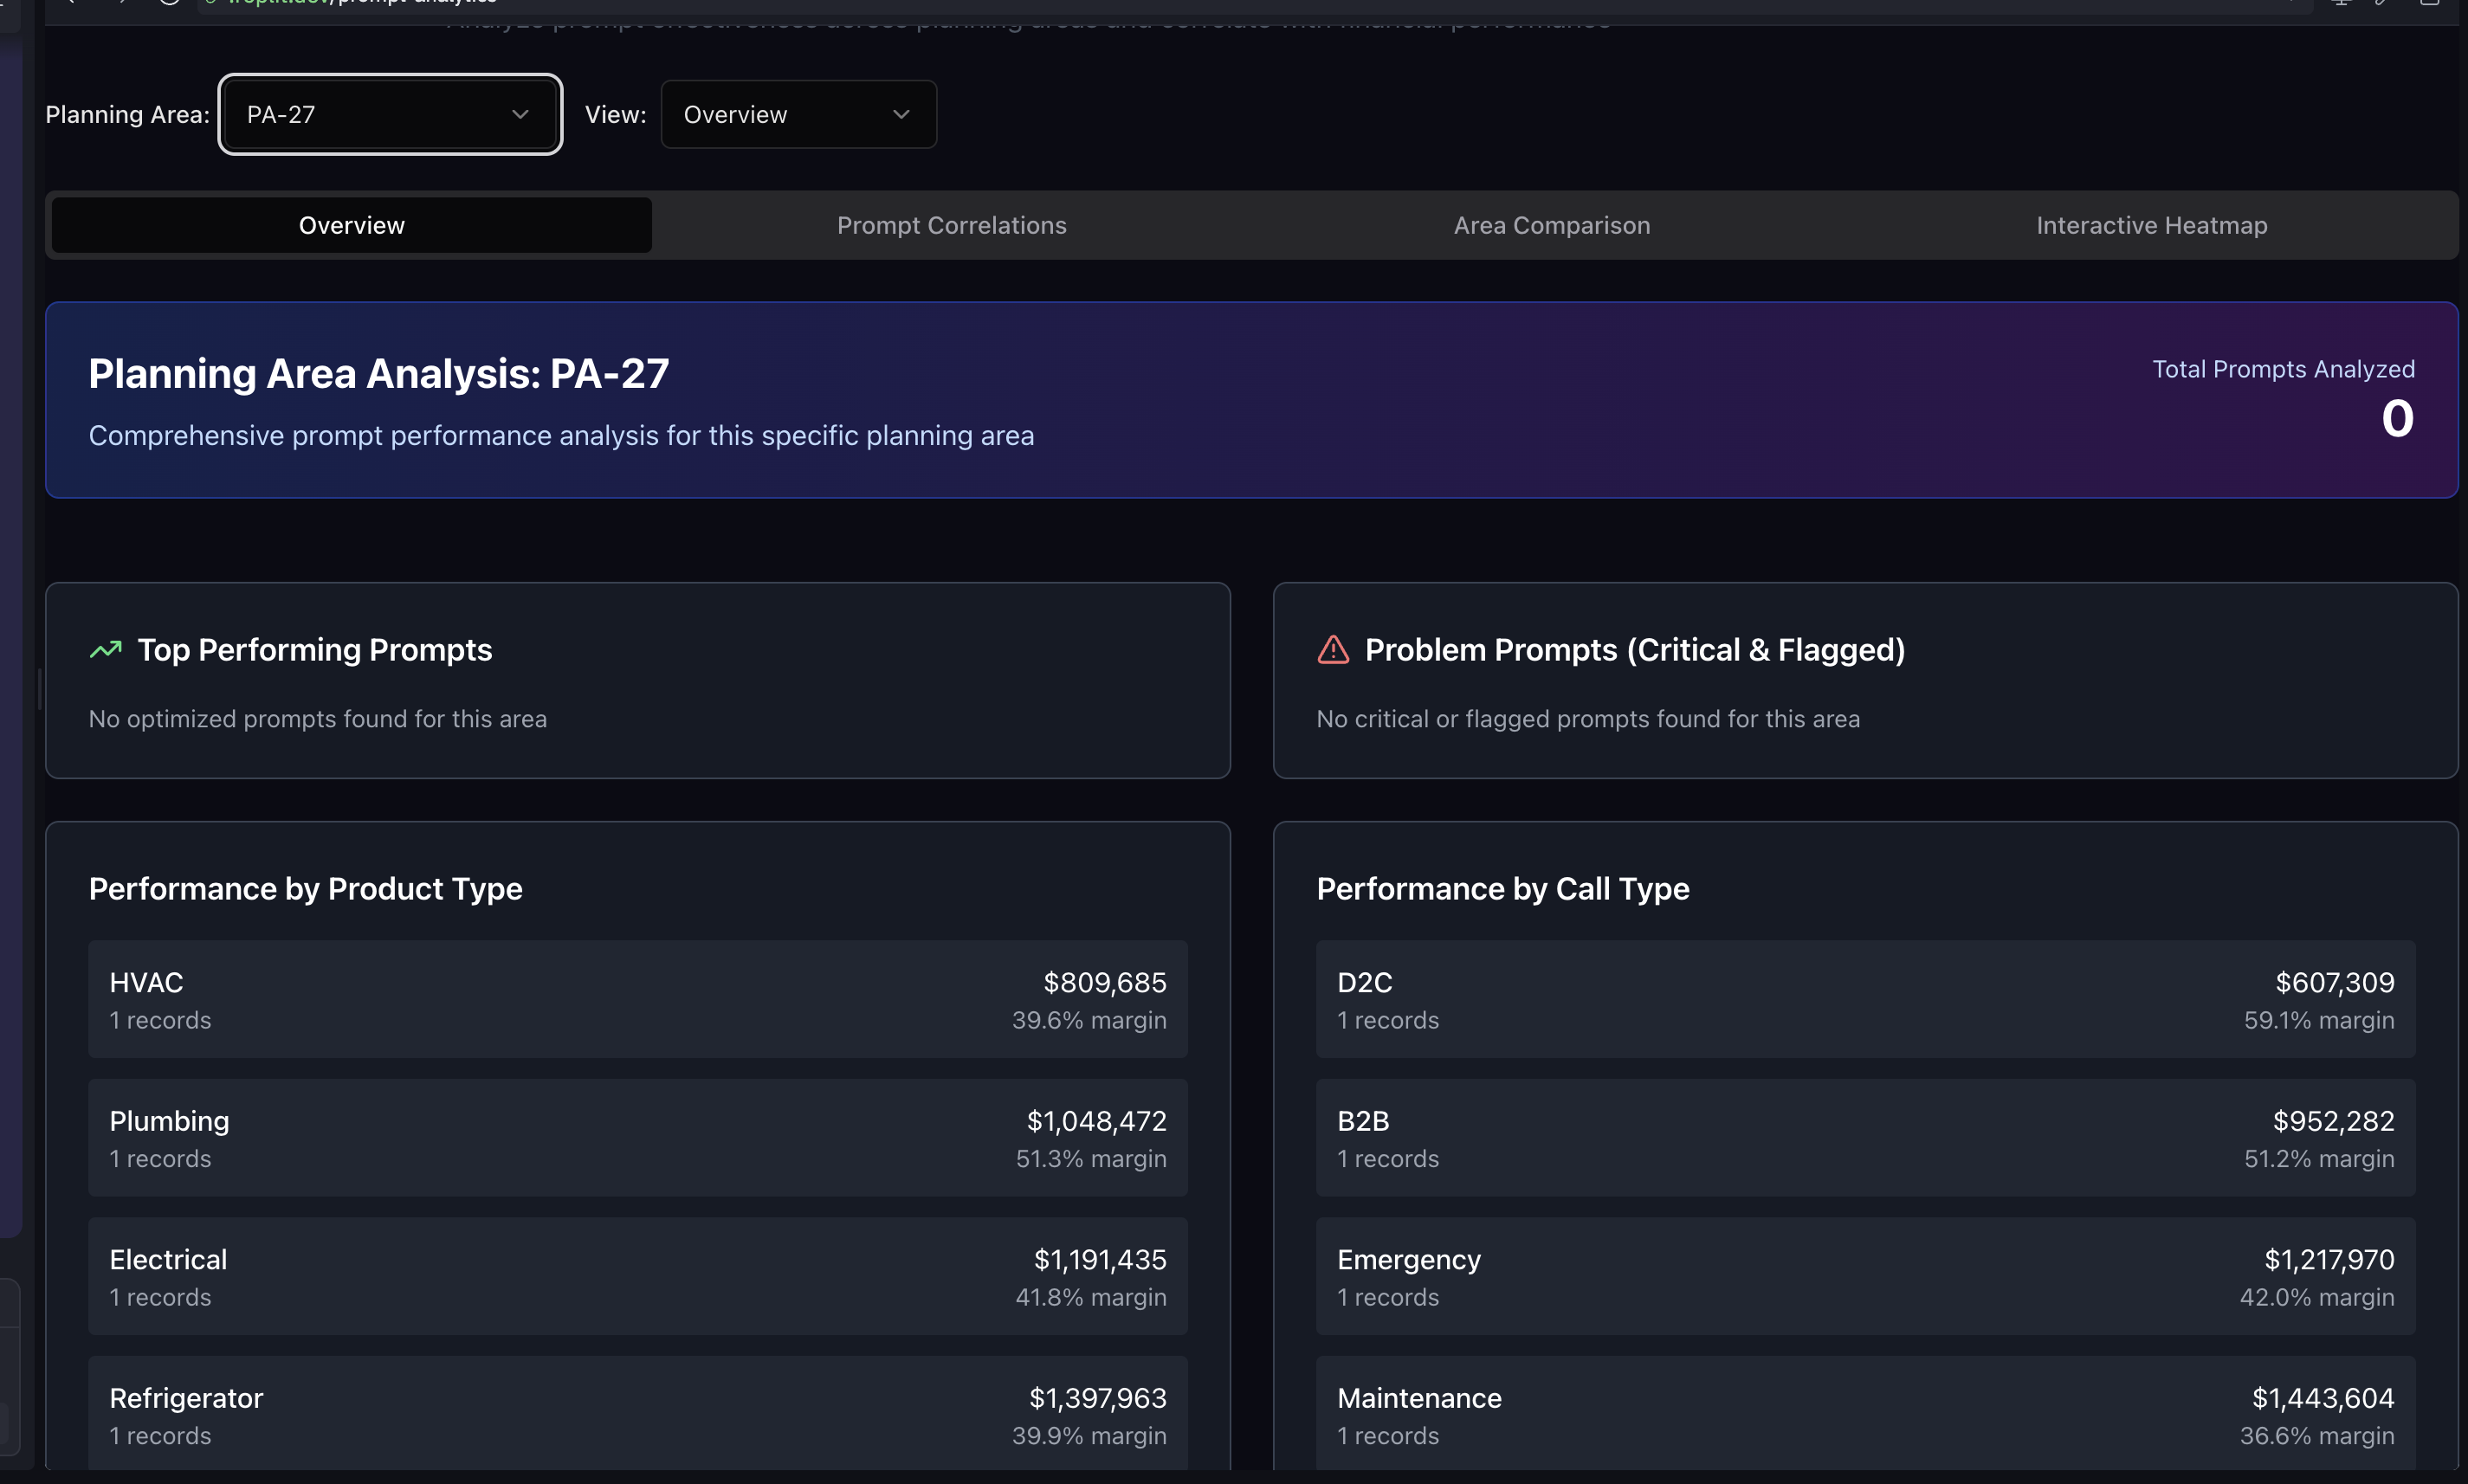 /prompt-analytics
Analyze prompt effectiveness across planning areas and correlate with financial performance
Planning Area:
PA-27
View:
Overview
Overview
Prompt Correlations
Area Comparison
Interactive Heatmap
Planning Area Analysis: PA-27
Comprehensive prompt performance analysis for this specific planning area
Total Prompts Analyzed
0
Top Performing Prompts
No optimized prompts found for this area
Problem Prompts (Critical & Flagged)
No critical or flagged prompts found for this area
Performance by Product Type
HVAC
$809,685
1 records
39.6% margin
Plumbing
$1,048,472
1 records
51.3% margin
Electrical
$1,191,435
1 records
41.8% margin
Refrigerator
$1,397,963
1 records
39.9% margin
Performance by Call Type
D2C
$607,309
1 records
59.1% margin
B2B
$952,282
1 records
51.2% margin
Emergency
$1,217,970
1 records
42.0% margin
Maintenance
$1,443,604
1 records
36.6% margin